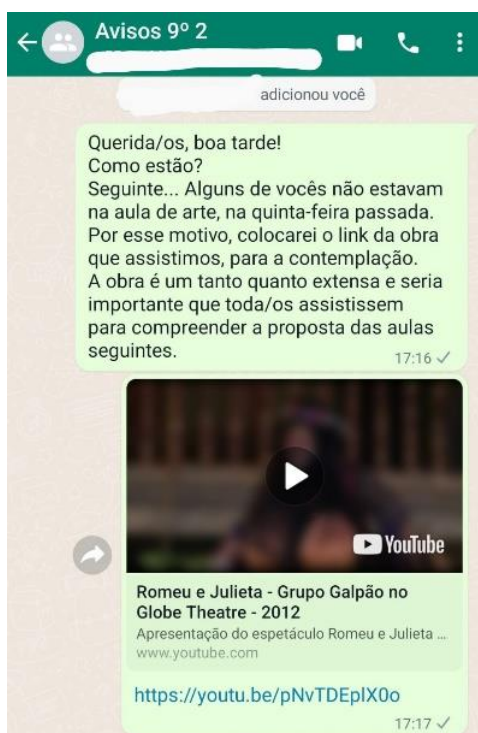 Avisos 9º 2
adicionou você
Querida/os, boa tarde!
Como estão?
Seguinte... Alguns de vocês não estavam
na aula de arte, na quinta-feira passada.
Por esse motivo, colocarei o link da obra
que assistimos, para a contemplação.
A obra é um tanto quanto extensa e seria
importante que toda/os assistissem
para compreender a proposta das aulas
seguintes.
17:16
YouTube
Romeu e Julieta - Grupo Galpão no
Globe Theatre - 2012
Apresentação do espetáculo Romeu e Julieta ...
www.youtube.com
https://youtu.be/pNvTDEplX0o
17:17